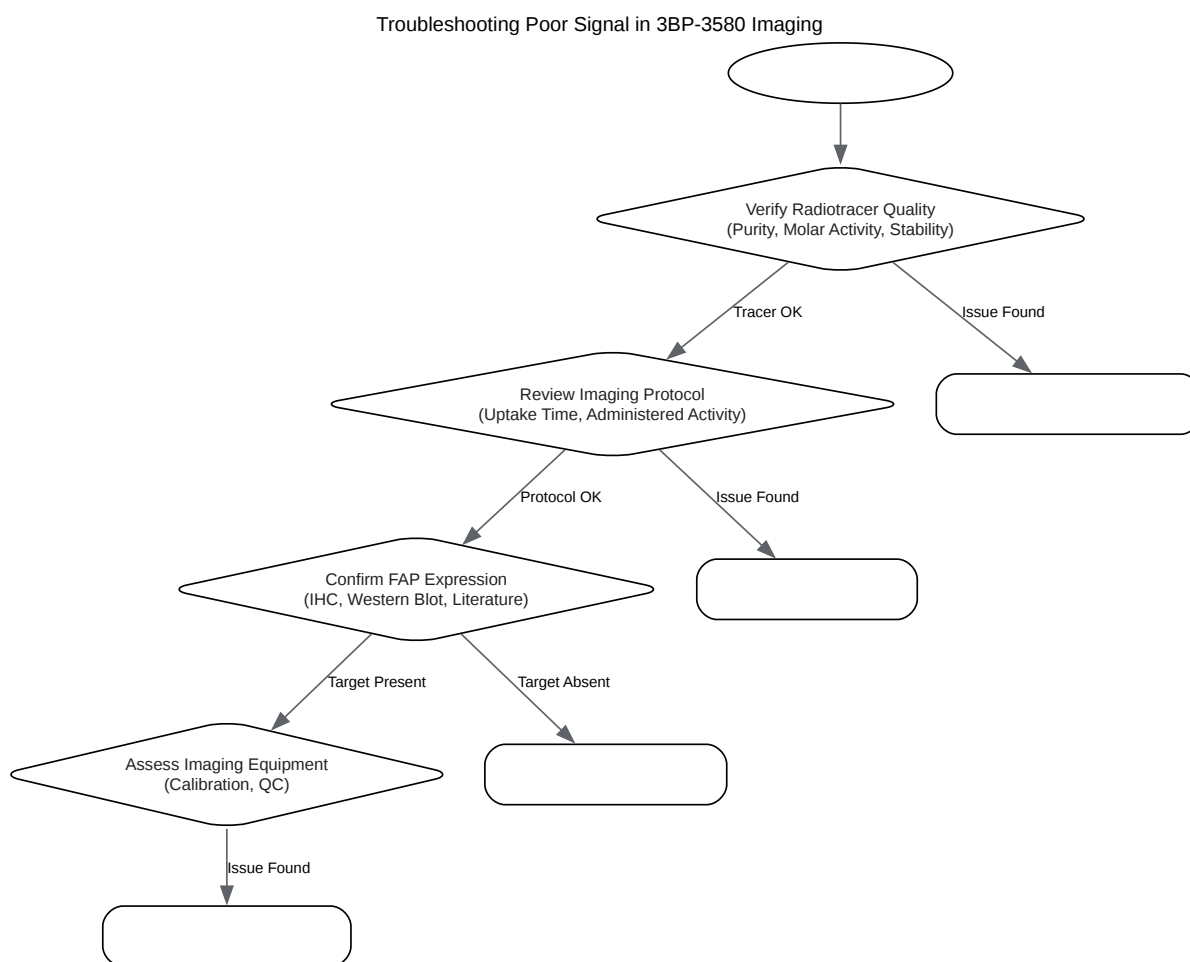 Troubleshooting Poor Signal in 3BP-3580 Imaging
Verify Radiotracer Quality
(Purity, Molar Activity, Stability)
Tracer OK
Issue Found
Review Imaging Protocol
(Uptake Time, Administered Activity)
Protocol OK
Issue Found
Confirm FAP Expression
(IHC, Western Blot, Literature)
Target Present
Target Absent
Assess Imaging Equipment
(Calibration, QC)
Issue Found